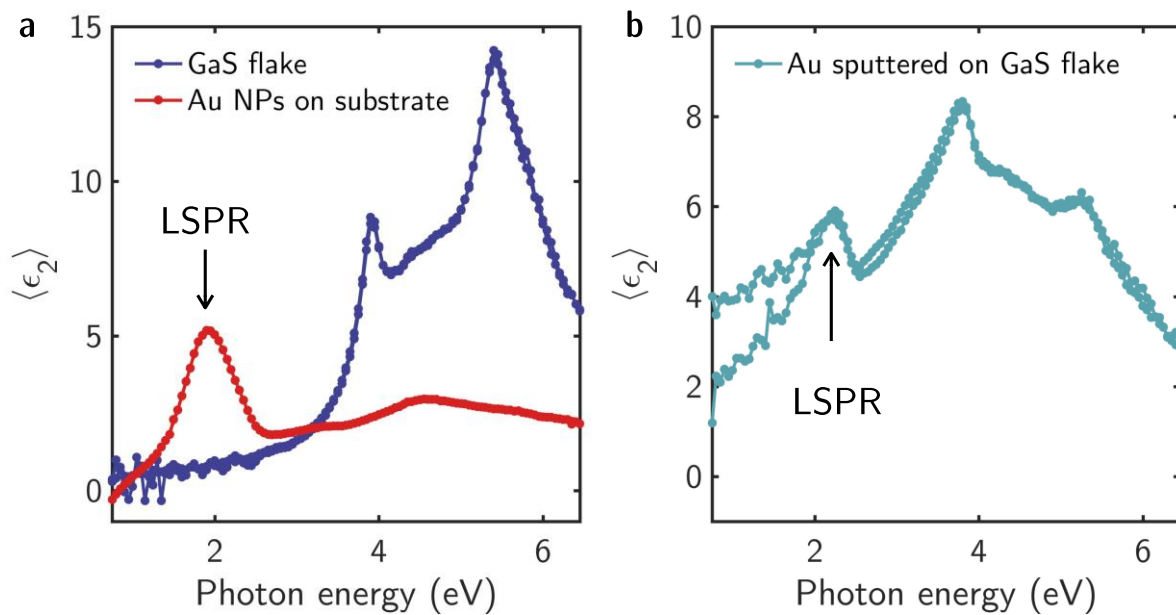 a
15
10
5
0
GaS flake
Au NPs on substrate
LSPR
⟨ϵ₂⟩
2
4
6
Photon energy (eV)
b
10
8
6
4
2
0
Au sputtered on GaS flake
LSPR
⟨ϵ₂⟩
2
4
6
Photon energy (eV)